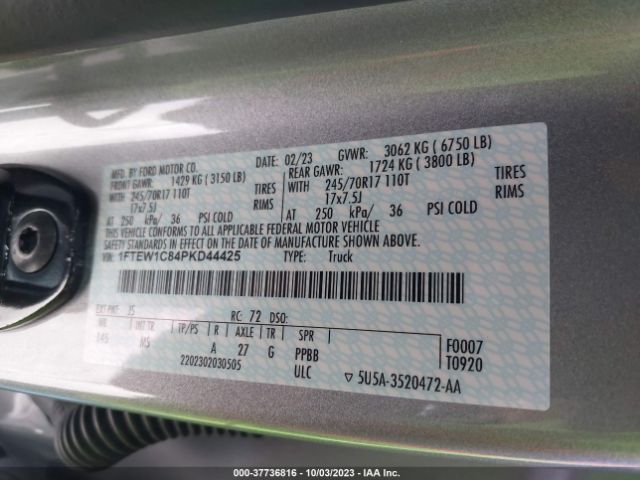 MFD. BY FORD MOTOR CO.
DATE: 02/23 GVWR: 3062 KG ( 6750 LB)
FRONT GAWR: 1429 KG ( 3150 LB) REAR GAWR: 1724 KG ( 3800 LB)
WITH 245/70R17 110T TIRES WITH 245/70R17 110T TIRES
17x7.5J RIMS 17x7.5J RIMS
AT 250 kPa/ 36 PSI COLD AT 250 kPa/ 36 PSI COLD
THIS VEHICLE CONFORMS TO ALL APPLICABLE FEDERAL MOTOR VEHICLE
SAFETY STANDARDS IN EFFECT ON THE DATE OF MANUFACTURE SHOWN ABOVE.
VIN: 1FTEW1C84PKD44425 TYPE: Truck
EXT PNT: JS RC: 72 DSO:
WB INT TR TP/PS R AXLE TR SPR F0007
145 MS A 27 G PPBB T0920
2202302030505 ULC ▽ 5U5A-3520472-AA
000-37736816 - 10/03/2023 - IAA Inc.